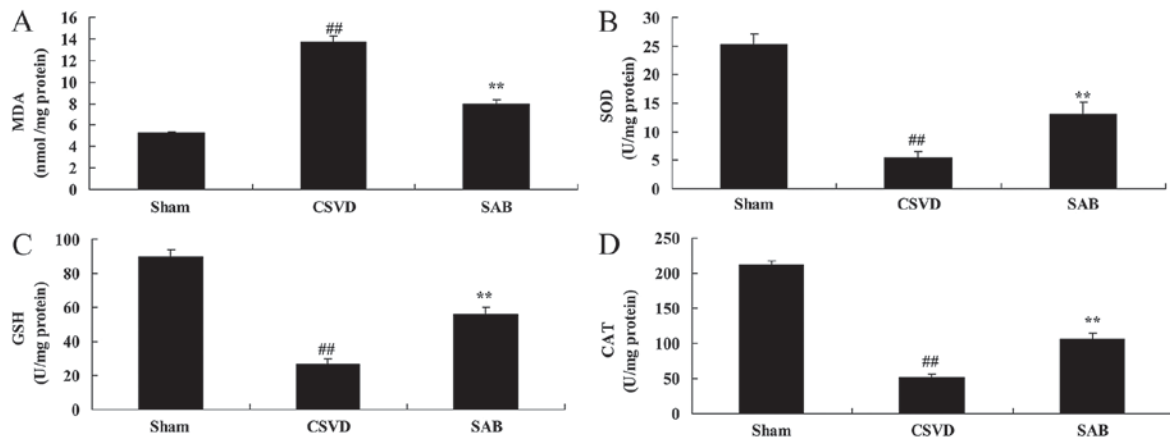 A
MDA
(nmol /mg protein)
16
14
12
10
8
6
4
2
0
##
**
Sham
CSVD
SAB
B
SOD
(U/mg protein)
30
25
20
15
10
5
0
##
**
Sham
CSVD
SAB
C
GSH
(U/mg protein)
100
80
60
40
20
0
##
**
Sham
CSVD
SAB
D
CAT
(U/mg protein)
250
200
150
100
50
0
##
**
Sham
CSVD
SAB